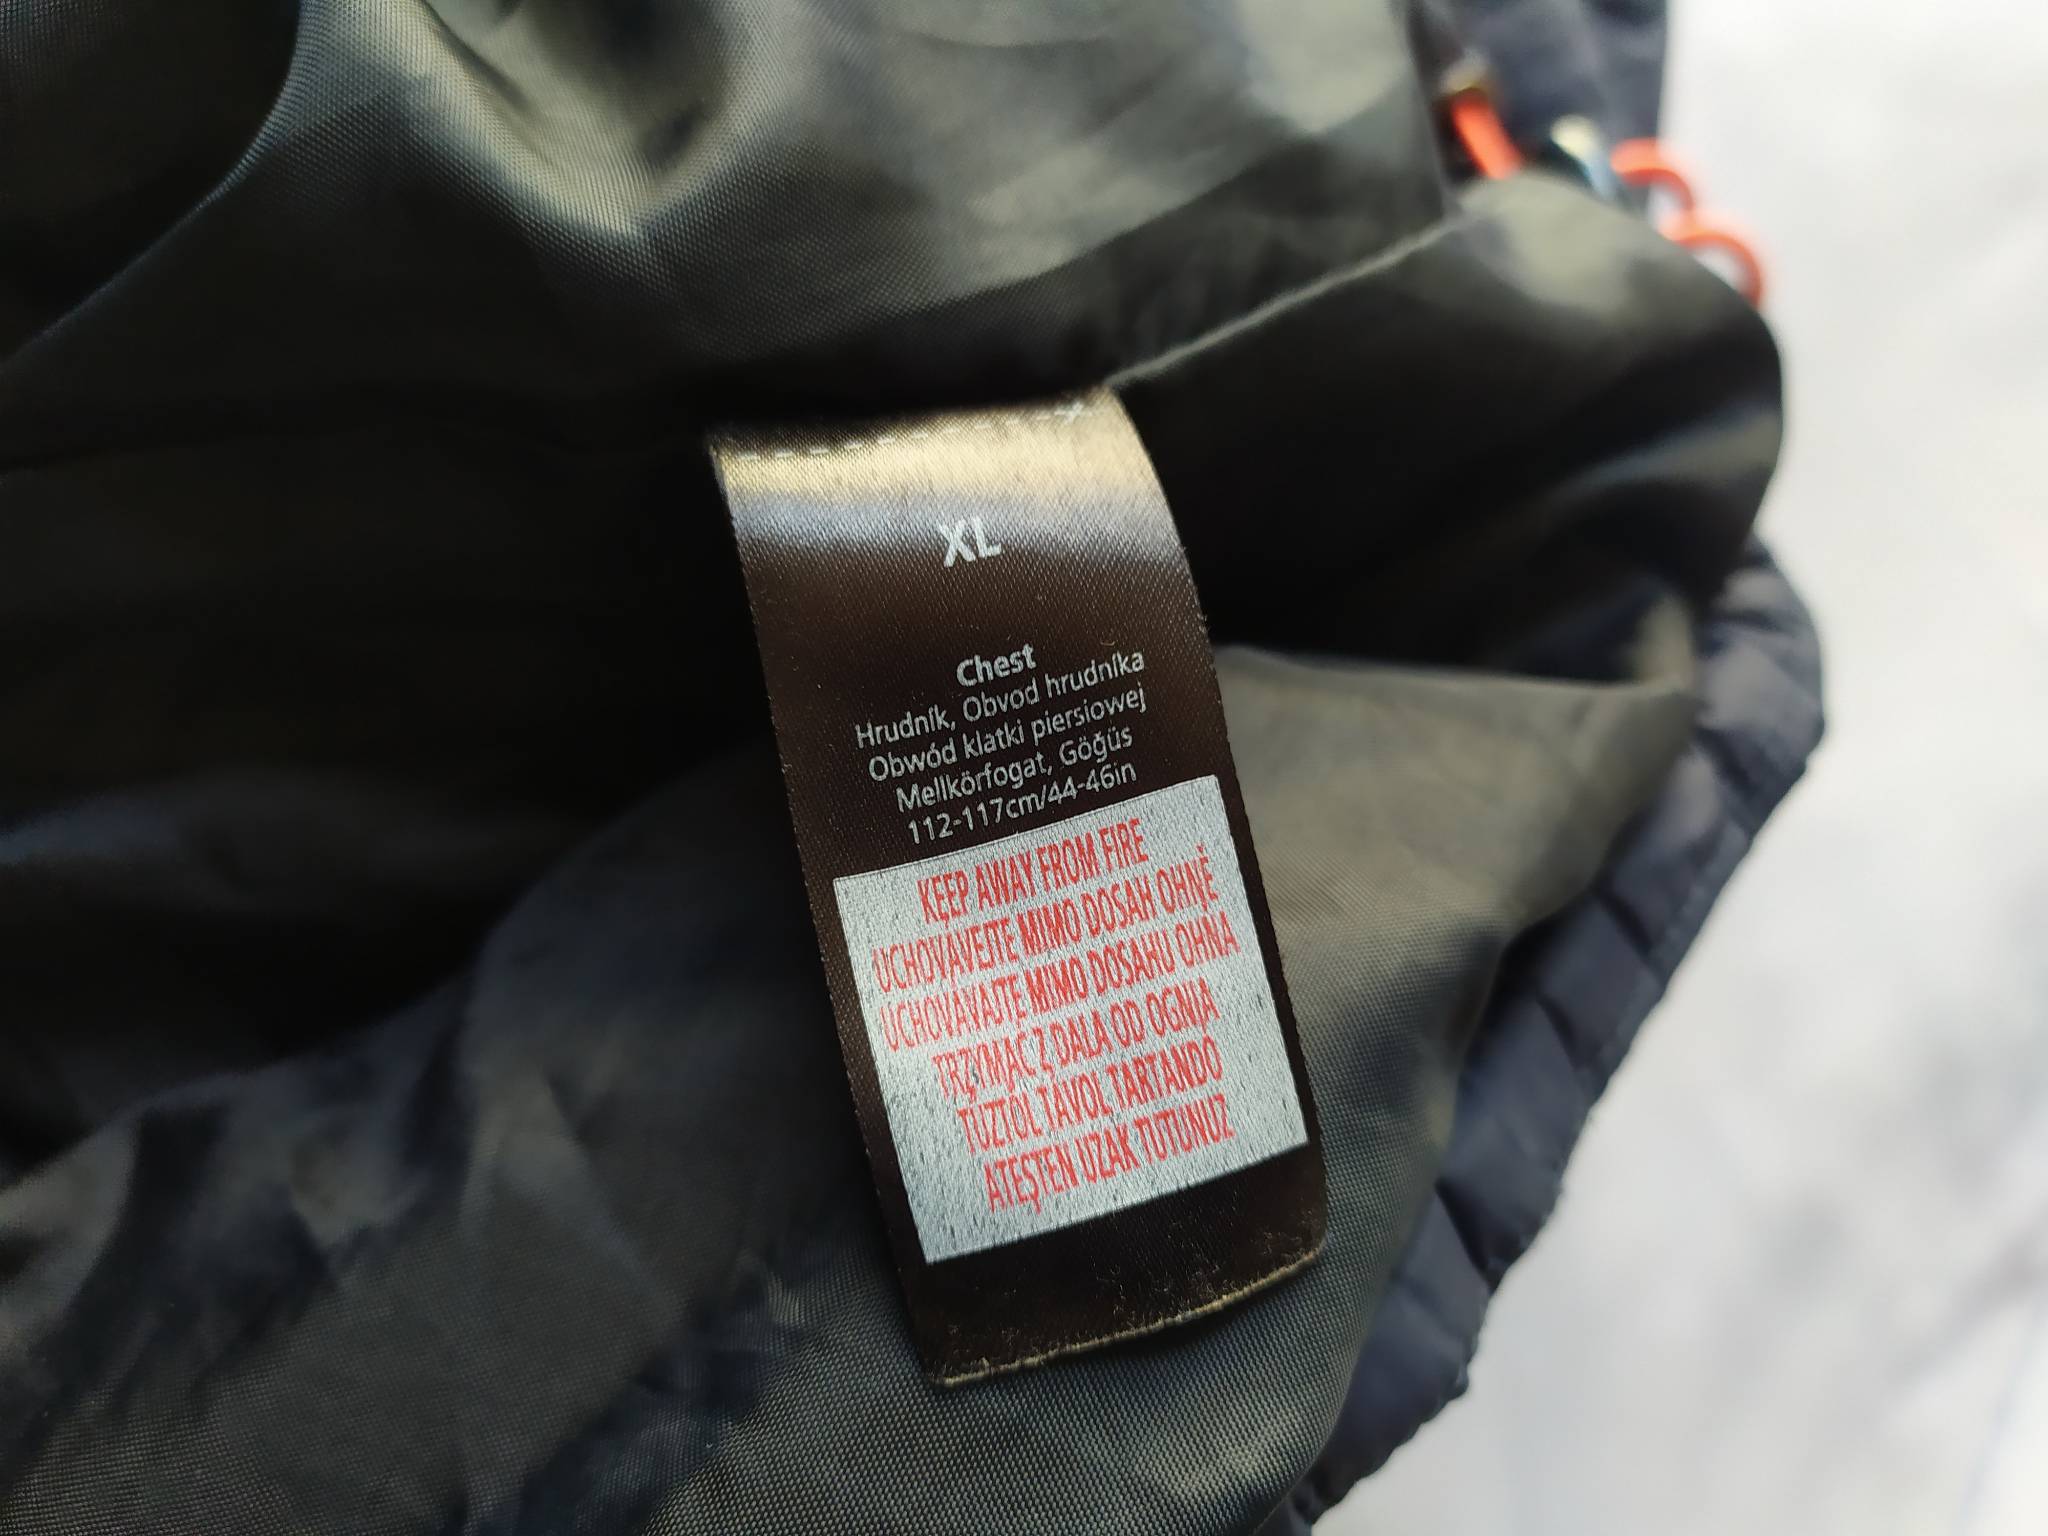 XL
Chest
Hrudník, Obvod hrudníka
Obwód klatki piersiowej
Mellkörfogat, Göğüs
112-117cm/44-46in
KEEP AWAY FROM FIRE
UCHOVÁVEJTE MIMO DOSAH OHNĚ
UCHOVÁVAJTE MIMO DOSAHU OHŇA
TRZYMAĆ Z DALA OD OGNIA
TŰZTŐL TÁVOL TARTANDÓ
ATEŞTEN UZAK TUTUNUZ